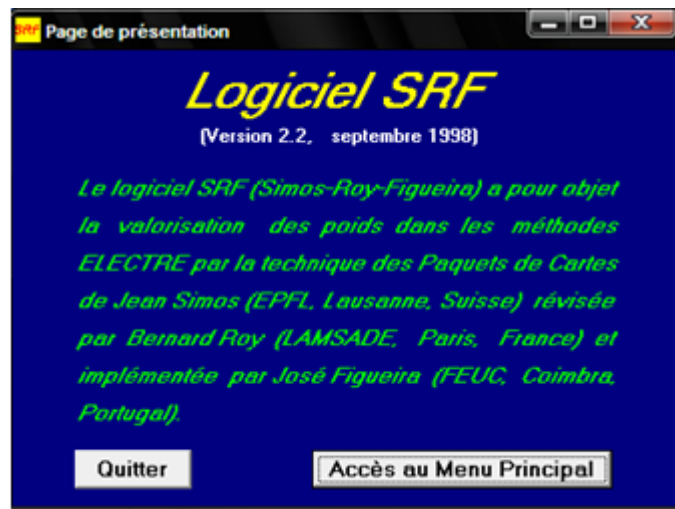 SRF Page de présentation
Logiciel SRF
(Version 2.2, septembre 1998)
Le logiciel SRF (Simos-Roy-Figueira) a pour objet
la valorisation des poids dans les méthodes
ELECTRE par la technique des Paquets de Cartes
de Jean Simos (EPFL, Lausanne, Suisse) révisée
par Bernard Roy (LAMSADE, Paris, France) et
implémentée par José Figueira (FEUC, Coimbra,
Portugal).
Quitter Accès au Menu Principal